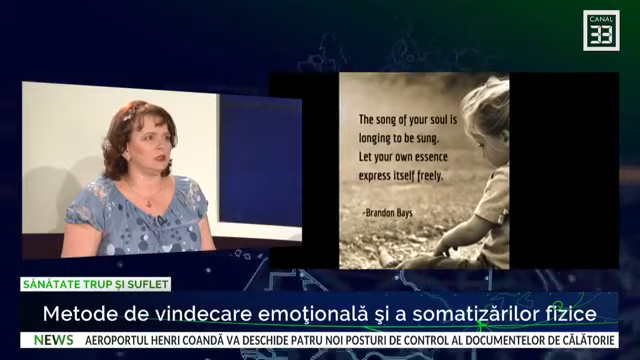 CANAL
33
The song of your soul is
longing to be sung.
Let your own essence
express itself freely.
-Brandon Bays
SĂNĂTATE TRUP ȘI SUFLET
Metode de vindecare emoţională şi a somatizărilor fizice
NEWS AEROPORTUL HENRI COANDĂ VA DESCHIDE PATRU NOI POSTURI DE CONTROL AL DOCUMENTELOR DE CĂLĂTORIE